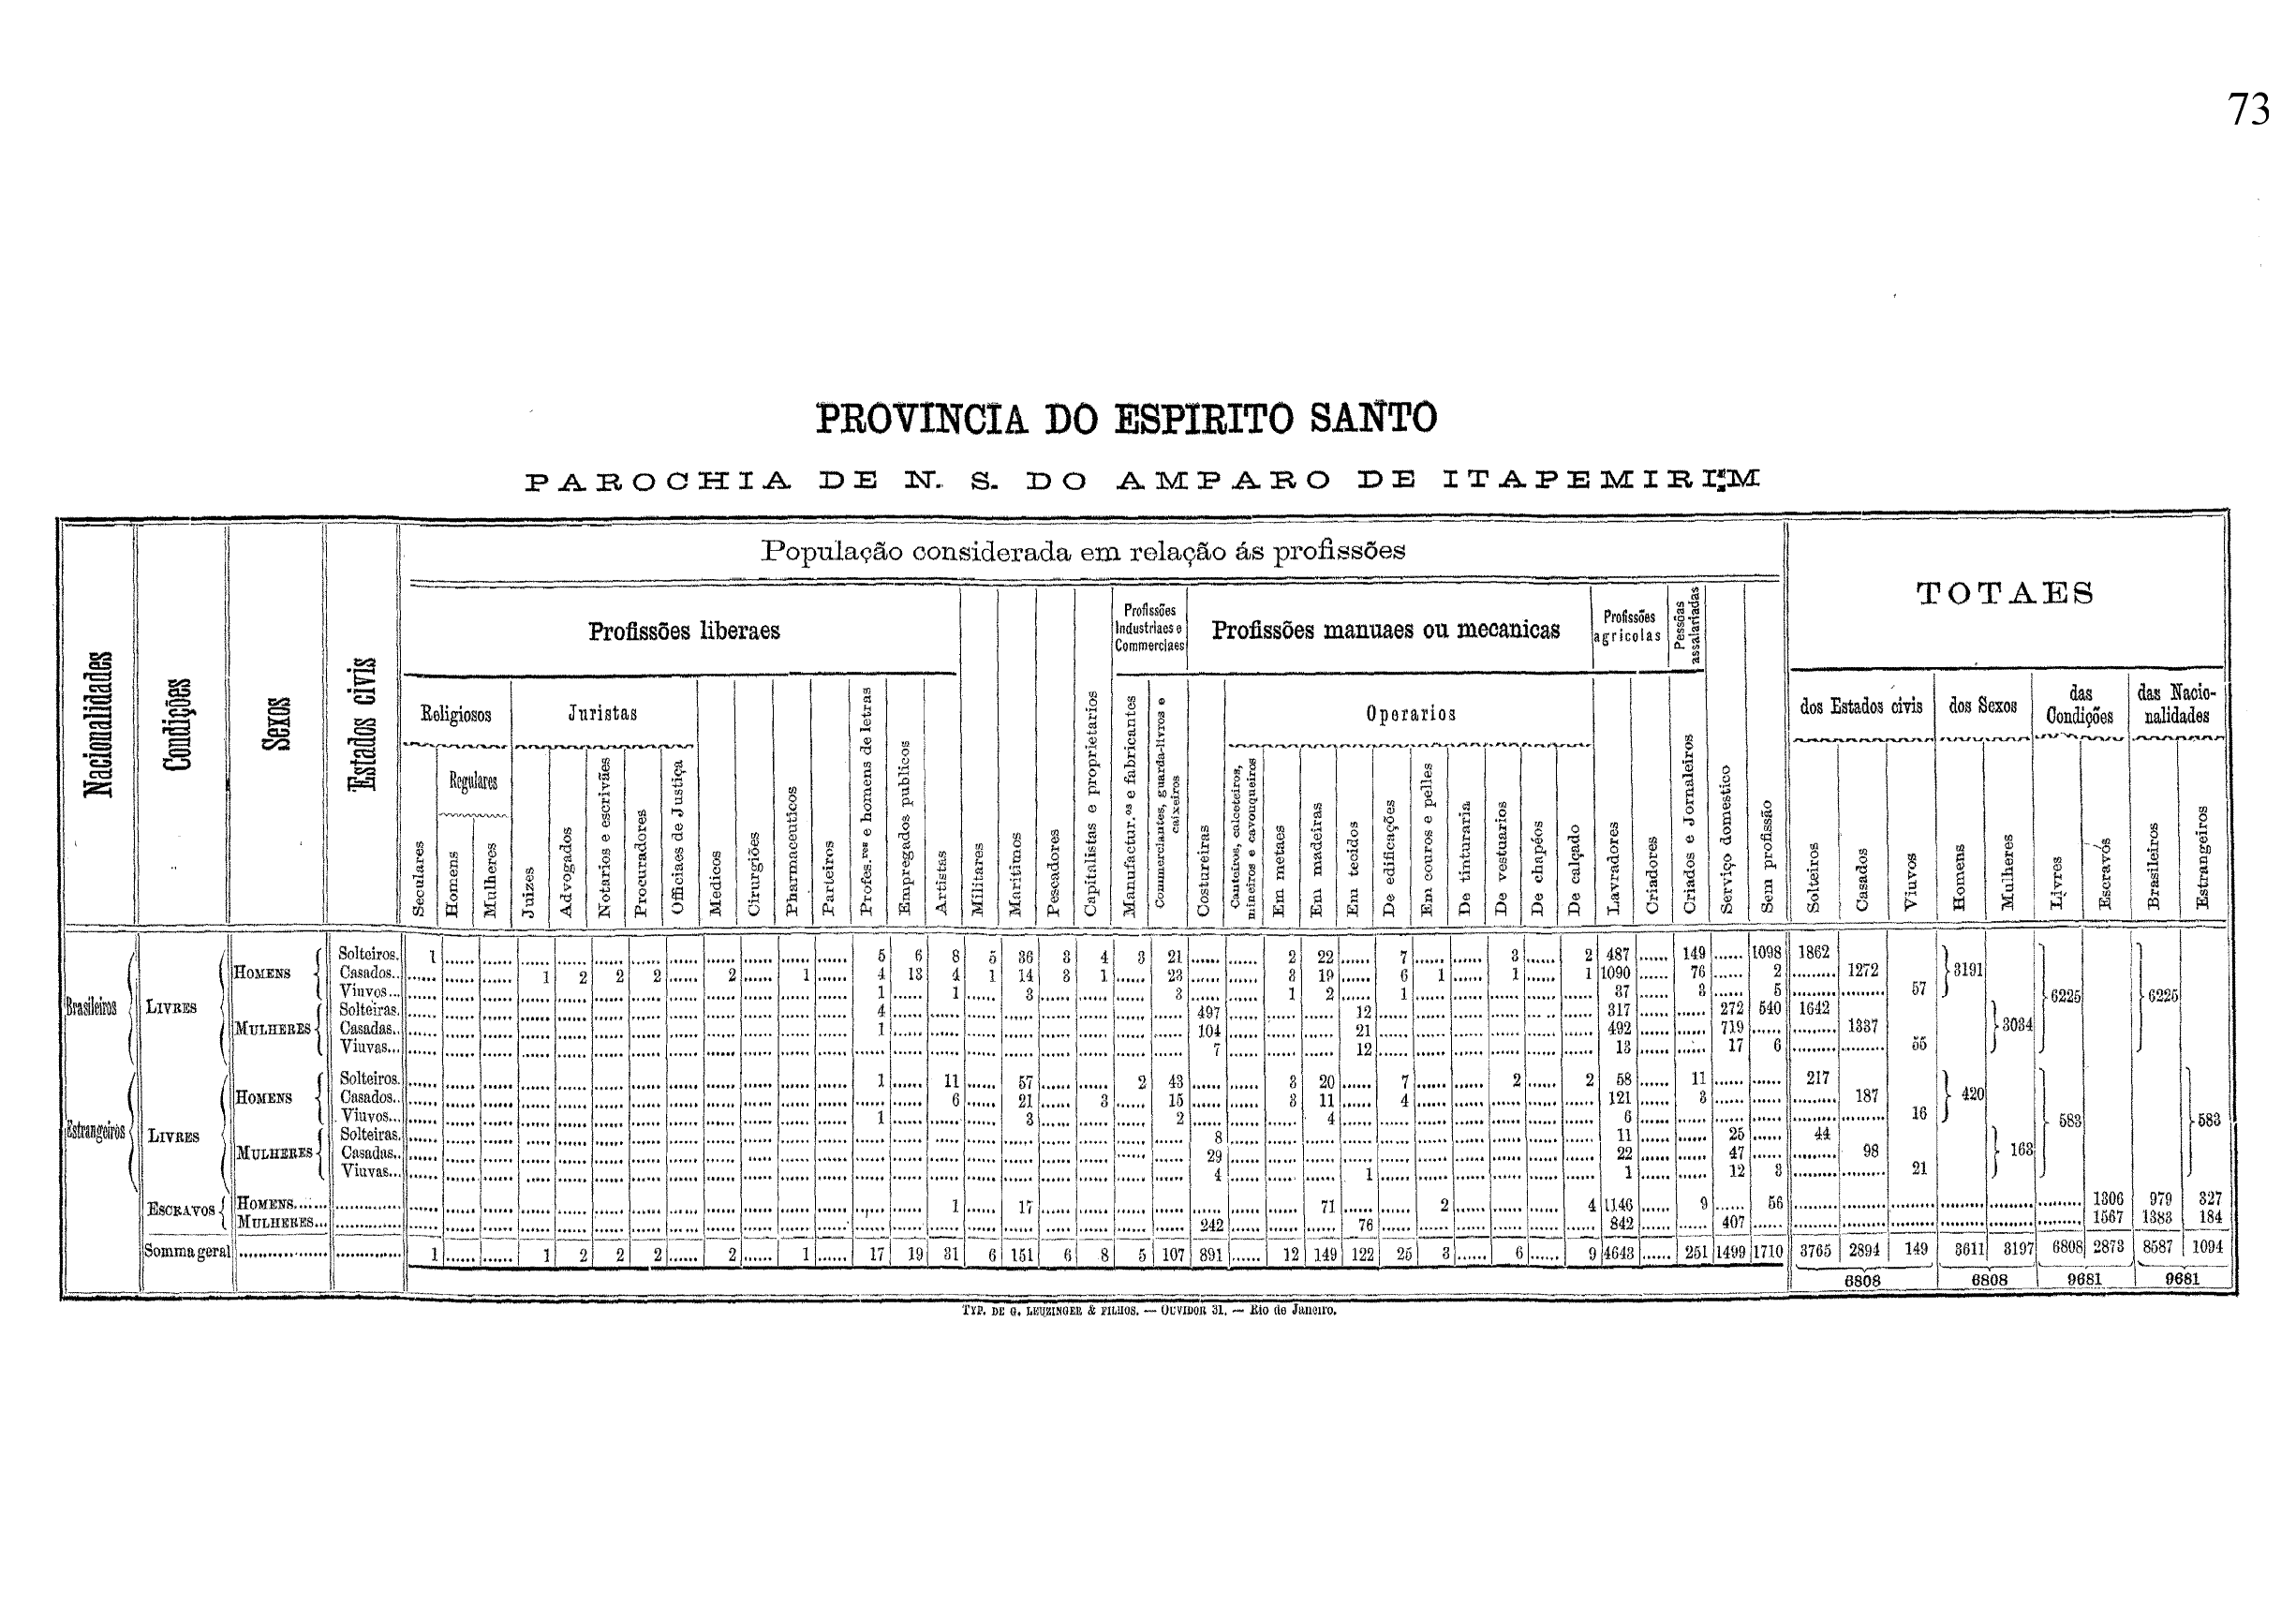 73
PROVINCIA DO ESPIRITO SANTO
PAROCHIA DE N. S. DO AMPARO DE ITAPEMIRIM
População considerada em relação ás profissões
TOTAES
Nacionalidades
Condições
Sexos
Estados civis
Profissões liberaes
Profissões Industriaes e Commerciaes
Profissões manuaes ou mecanicas
Profissões agricolas
Pessôas assalariadas
Religiosos
Juristas
Operarios
dos Estados civis
dos Sexos
das Condições
das Nacionalidades
Regulares
Seculares
Homens
Mulheres
Juizes
Advogados
Notarios e escrivães
Procuradores
Officiaes de Justiça
Medicos
Cirurgiões
Pharmaceuticos
Parteiros
Profes.ros e homens de letras
Empregados publicos
Artistas
Militares
Maritimos
Pescadores
Capitalistas e proprietarios
Manufactur.os e fabricantes
Commerciantes, guarda-livros e caixeiros
Costureiras
Canteiros, calceteiros, mineiros e cavouqueiros
Em metaes
Em madeiras
Em tecidos
De edificações
Em couros e pelles
De tinturaria
De vestuarios
De chapéos
De calçado
Lavradores
Criadores
Criados e Jornaleiros
Serviço domestico
Sem profissão
Solteiros
Casados
Viuvos
Homens
Mulheres
Livres
Escravos
Brasileiros
Estrangeiros
Brasileiros LIVRES HOMENS Solteiros. 1 ...... 5 6 8 5 36 3 4 3 21 ...... 2 22 ...... 7 ...... 3 ...... 2 487 ...... 149 ...... 1098 1862
Casados.. ...... 1 2 2 2 ...... 2 ...... 1 ...... 4 13 4 1 14 3 1 ...... 23 ...... 3 19 ...... 6 1 ...... 1 ...... 1 1090 ...... 76 ...... 2 ...... 1272 3191
Viuvos... ...... 1 ...... 1 ...... 3 ...... 3 ...... 1 2 ...... 1 ...... 37 ...... 3 ...... 5 ...... 57 6225 6225
MULHERES Solteiras. ...... 4 ...... 497 ...... 12 ...... 317 ...... 272 540 1642
Casadas.. ...... 1 ...... 104 ...... 21 ...... 492 ...... 719 ...... 1337 3034
Viuvas... ...... 7 ...... 12 ...... 13 ...... 17 6 ...... 55
Estrangeiros LIVRES HOMENS Solteiros. ...... 1 ...... 11 ...... 57 ...... 2 43 ...... 3 20 ...... 7 ...... 2 ...... 2 58 ...... 11 ...... 217
Casados.. ...... 6 ...... 21 ...... 3 ...... 15 ...... 3 11 ...... 4 ...... 121 ...... 3 ...... 187 420
Viuvos... ...... 1 ...... 3 ...... 2 ...... 4 ...... 6 ...... 16 583 583
MULHERES Solteiras. ...... 8 ...... 11 ...... 25 ...... 44
Casadas.. ...... 29 ...... 22 ...... 47 ...... 98 163
Viuvas... ...... 4 ...... 1 ...... 1 ...... 12 3 ...... 21
ESCRAVOS HOMENS...... ...... 1 ...... 17 ...... 71 ...... 2 ...... 4 1146 ...... 9 ...... 56 ...... 1306 979 327
MULHERES... ...... 242 ...... 76 ...... 842 ...... 407 ...... 1567 1383 184
Somma geral ...... 1 ...... 1 2 2 2 ...... 2 ...... 1 ...... 17 19 31 6 151 6 8 5 107 891 ...... 12 149 122 25 3 ...... 6 ...... 9 4643 ...... 251 1499 1710 3765 2894 149 3611 3197 6808 2873 8587 1094
6808 6808 9681 9681
TYP. DE G. LEUZINGER & FILHOS. — OUVIDOR 31. — Rio de Janeiro.